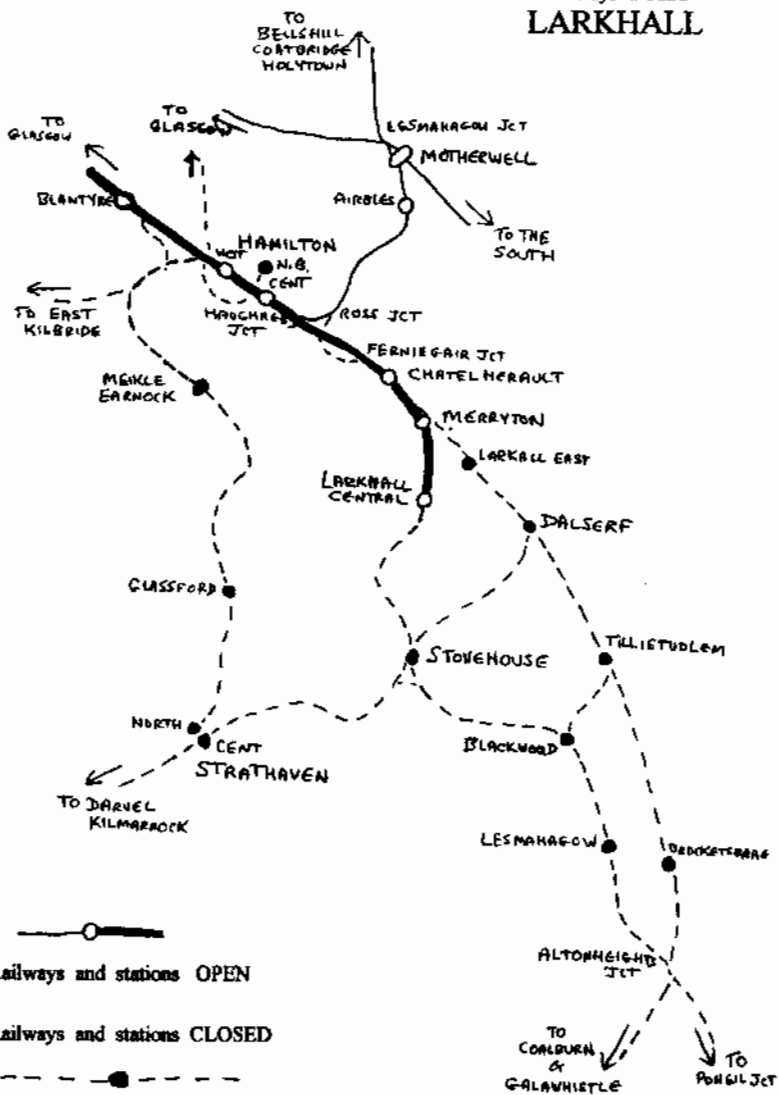 LARKHALL
TO
BELLSHILL
COATBRIDGE
HOLYTOWN
TO
GLASGOW
TO
GLASGOW
LESMAHAGOW JCT
MOTHERWELL
BLANTYRE
AIRBLES
TO THE
SOUTH
HAMILTON
N.B.
WEST
CENT
TO EAST
KILBRIDE
HAUGHHEAD
JCT
ROSS JCT
FERNIEGAIR JCT
CHATELHERAULT
MEIKLE
EARNOCK
MERRYTON
LARKALL EAST
LARKHALL
CENTRAL
DALSERF
GLASSFORD
STONEHOUSE
TILLIETUDLEM
NORTH
CENT
STRATHAVEN
BLACKWOOD
TO DARVEL
KILMARNOCK
LESMAHAGOW
BROCKETSBRAE
ailways and stations OPEN
ALTONHEIGHTS
JCT
ailways and stations CLOSED
TO
COALBURN
&
GALAWHISTLE
TO
PONEIL JCT